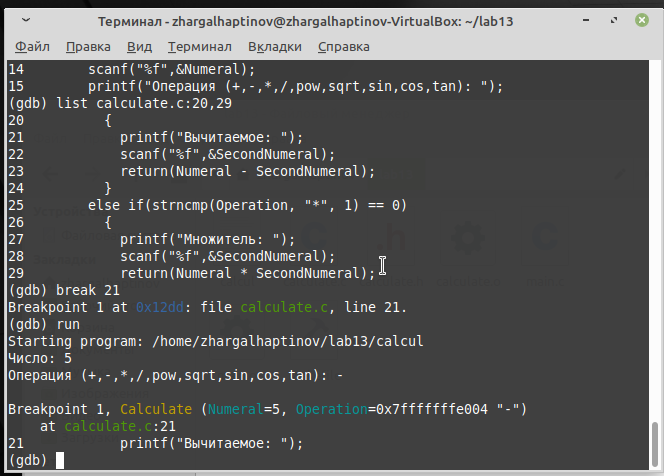 Терминал - zhargalhaptinov@zhargalhaptinov-VirtualBox: ~/lab13
Файл Правка Вид Терминал Вкладки Справка
14        scanf("%f",&Numeral);
15        printf("Операция (+,-,*,/,pow,sqrt,sin,cos,tan): ");
(gdb) list calculate.c:20,29
20          {
21            printf("Вычитаемое: ");
22            scanf("%f",&SecondNumeral);
23            return(Numeral - SecondNumeral);
24          }
25        else if(strncmp(Operation, "*", 1) == 0)
26          {
27            printf("Множитель: ");
28            scanf("%f",&SecondNumeral);
29            return(Numeral * SecondNumeral);
(gdb) break 21
Breakpoint 1 at 0x12dd: file calculate.c, line 21.
(gdb) run
Starting program: /home/zhargalhaptinov/lab13/calcul
Число: 5
Операция (+,-,*,/,pow,sqrt,sin,cos,tan): -
Breakpoint 1, Calculate (Numeral=5, Operation=0x7fffffffe004 "-")
    at calculate.c:21
21            printf("Вычитаемое: ");
(gdb)